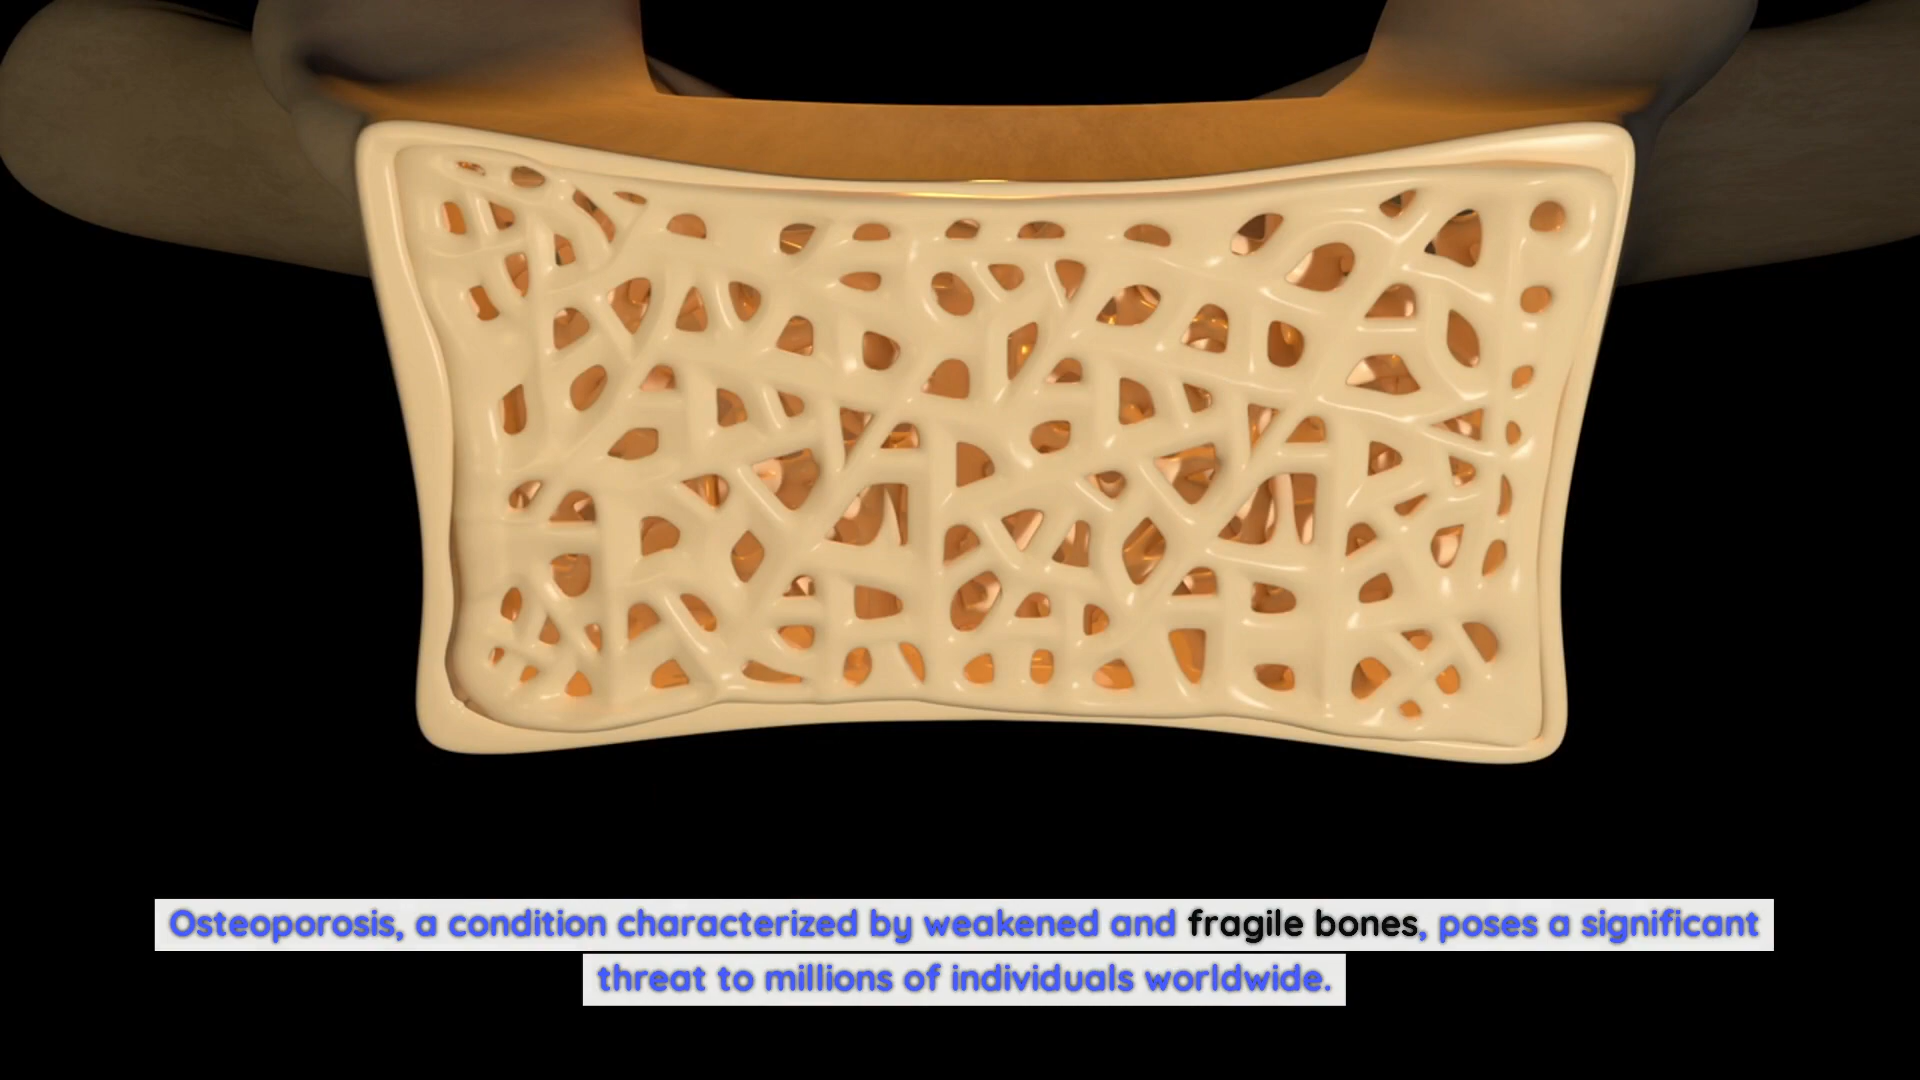 Osteoporosis, a condition characterized by weakened and fragile bones, poses a significant
threat to millions of individuals worldwide.